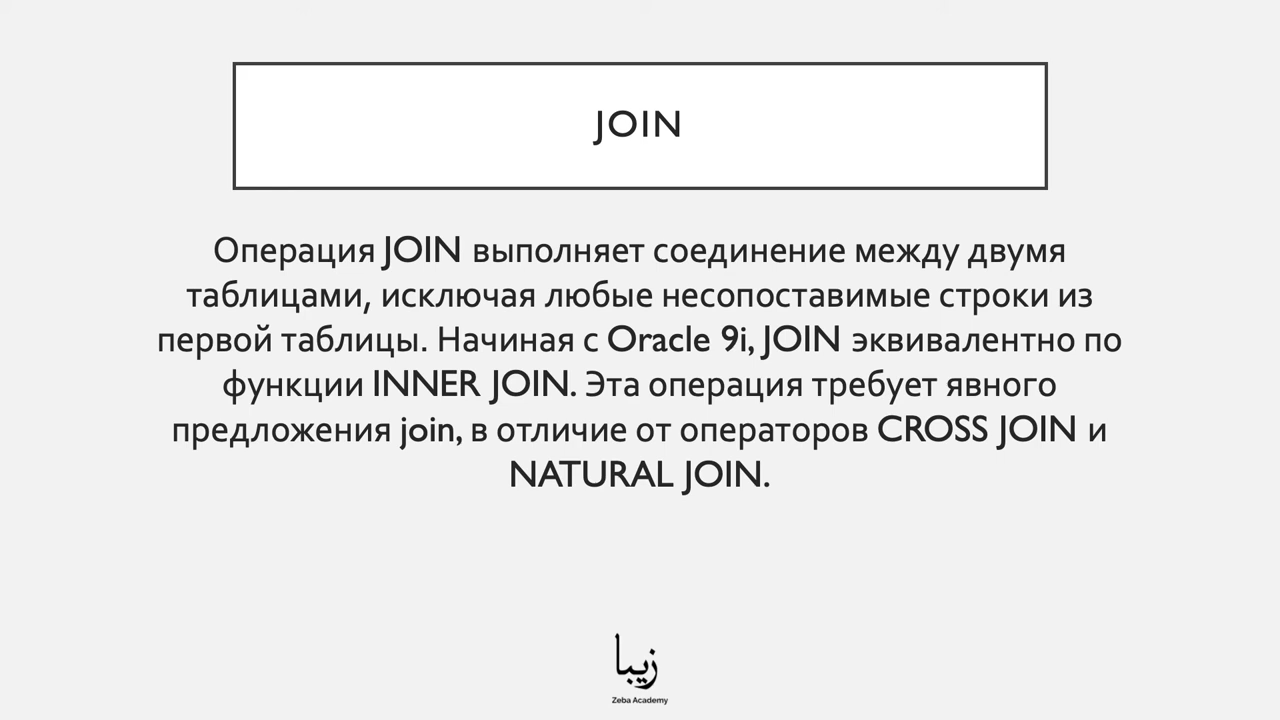 JOIN
Операция JOIN выполняет соединение между двумя
таблицами, исключая любые несопоставимые строки из
первой таблицы. Начиная с Oracle 9i, JOIN эквивалентно по
функции INNER JOIN. Эта операция требует явного
предложения join, в отличие от операторов CROSS JOIN и
NATURAL JOIN.
زيبا
Zeba Academy